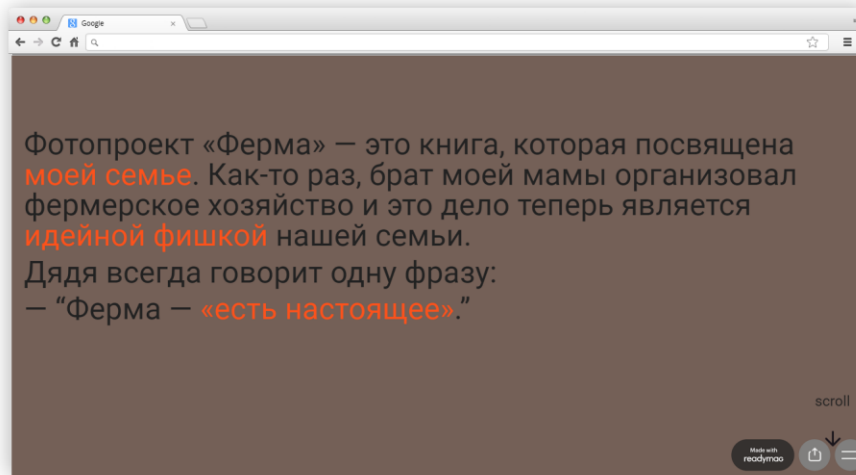 Google
Фотопроект «Ферма» — это книга, которая посвящена
моей семье. Как-то раз, брат моей мамы организовал
фермерское хозяйство и это дело теперь является
идейной фишкой нашей семьи.
Дядя всегда говорит одну фразу:
— “Ферма — «есть настоящее».”
scroll
Made with
readymag